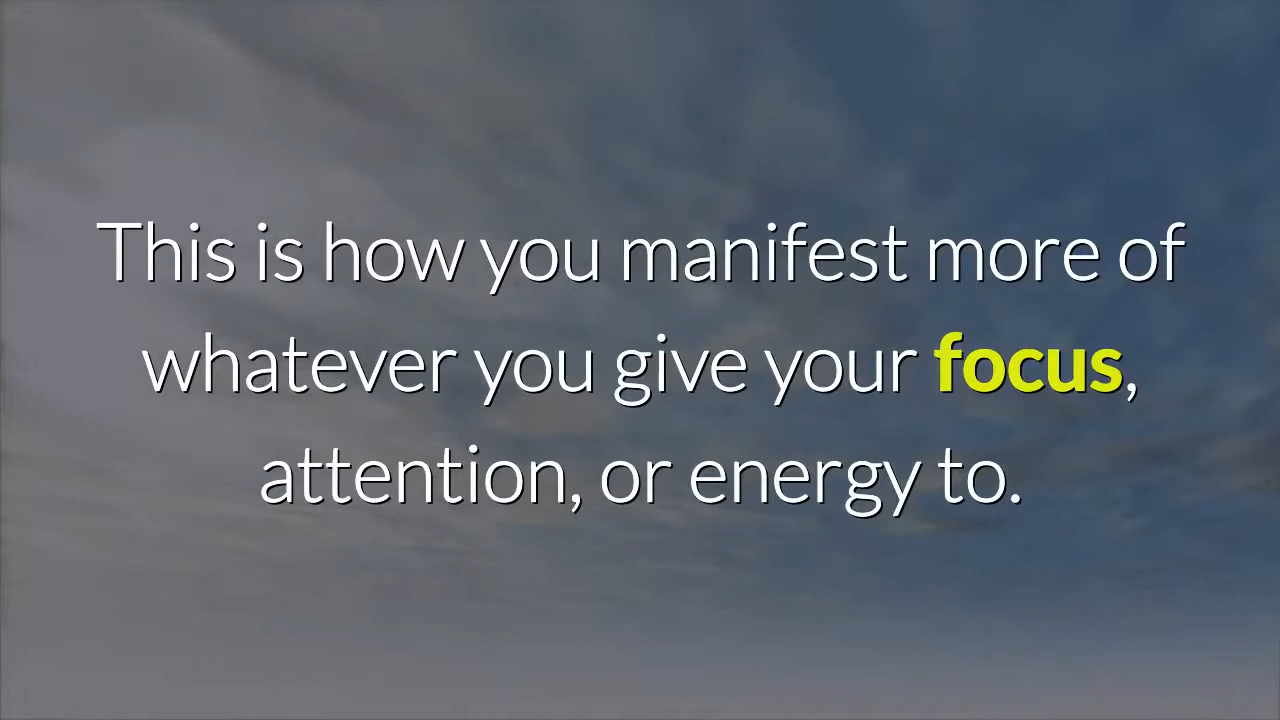 This is how you manifest more of
whatever you give your focus,
attention, or energy to.